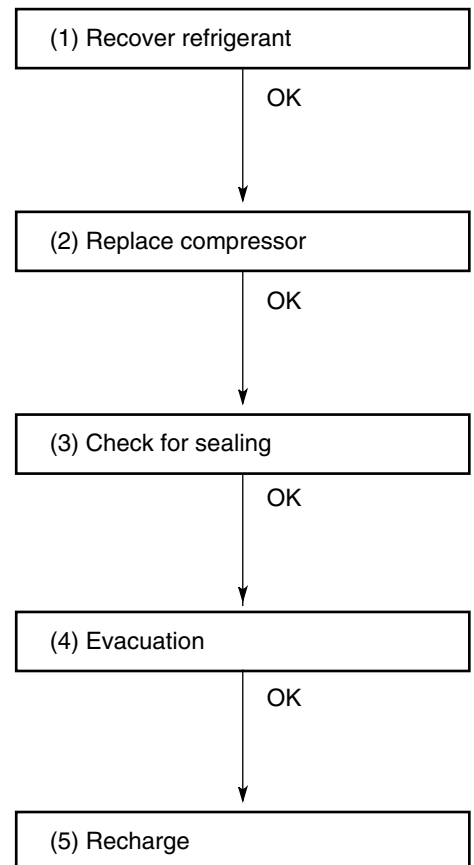 (1) Recover refrigerant
OK
(2) Replace compressor
OK
(3) Check for sealing
OK
(4) Evacuation
OK
(5) Recharge